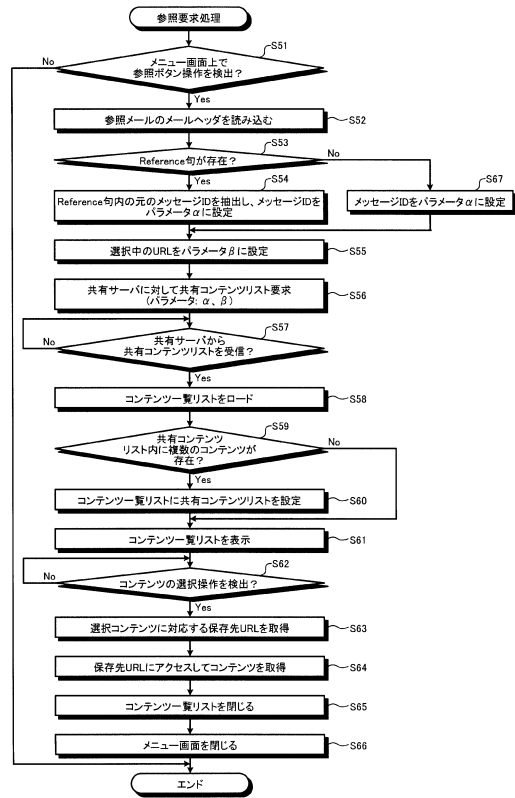 参照要求処理
S51
メニュー画面上で
参照ボタン操作を検出？
No
Yes
参照メールのメールヘッダを読み込む
S52
S53
Reference句が存在？
No
Yes
S54
S67
Reference句内の元のメッセージIDを抽出し、メッセージIDを
パラメータαに設定
メッセージIDをパラメータαに設定
選択中のURLをパラメータβに設定
S55
共有サーバに対して共有コンテンツリスト要求
（パラメータ: α、β）
S56
S57
共有サーバから
共有コンテンツリストを受信？
No
Yes
コンテンツ一覧リストをロード
S58
S59
共有コンテンツ
リスト内に複数のコンテンツが
存在？
No
Yes
コンテンツ一覧リストに共有コンテンツリストを設定
S60
コンテンツ一覧リストを表示
S61
S62
コンテンツの選択操作を検出？
No
Yes
選択コンテンツに対応する保存先URLを取得
S63
保存先URLにアクセスしてコンテンツを取得
S64
コンテンツ一覧リストを閉じる
S65
メニュー画面を閉じる
S66
エンド